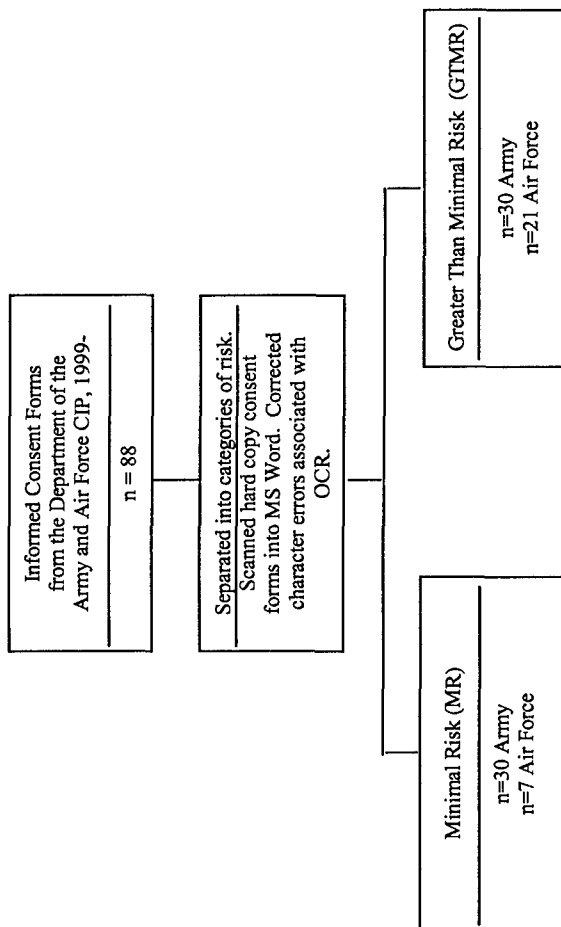 Informed Consent Forms
from the Department of the
Army and Air Force CIP, 1999-
n = 88
Separated into categories of risk.
Scanned hard copy consent
forms into MS Word. Corrected
character errors associated with
OCR.
Minimal Risk (MR)
n=30 Army
n=7 Air Force
Greater Than Minimal Risk (GTMR)
n=30 Army
n=21 Air Force